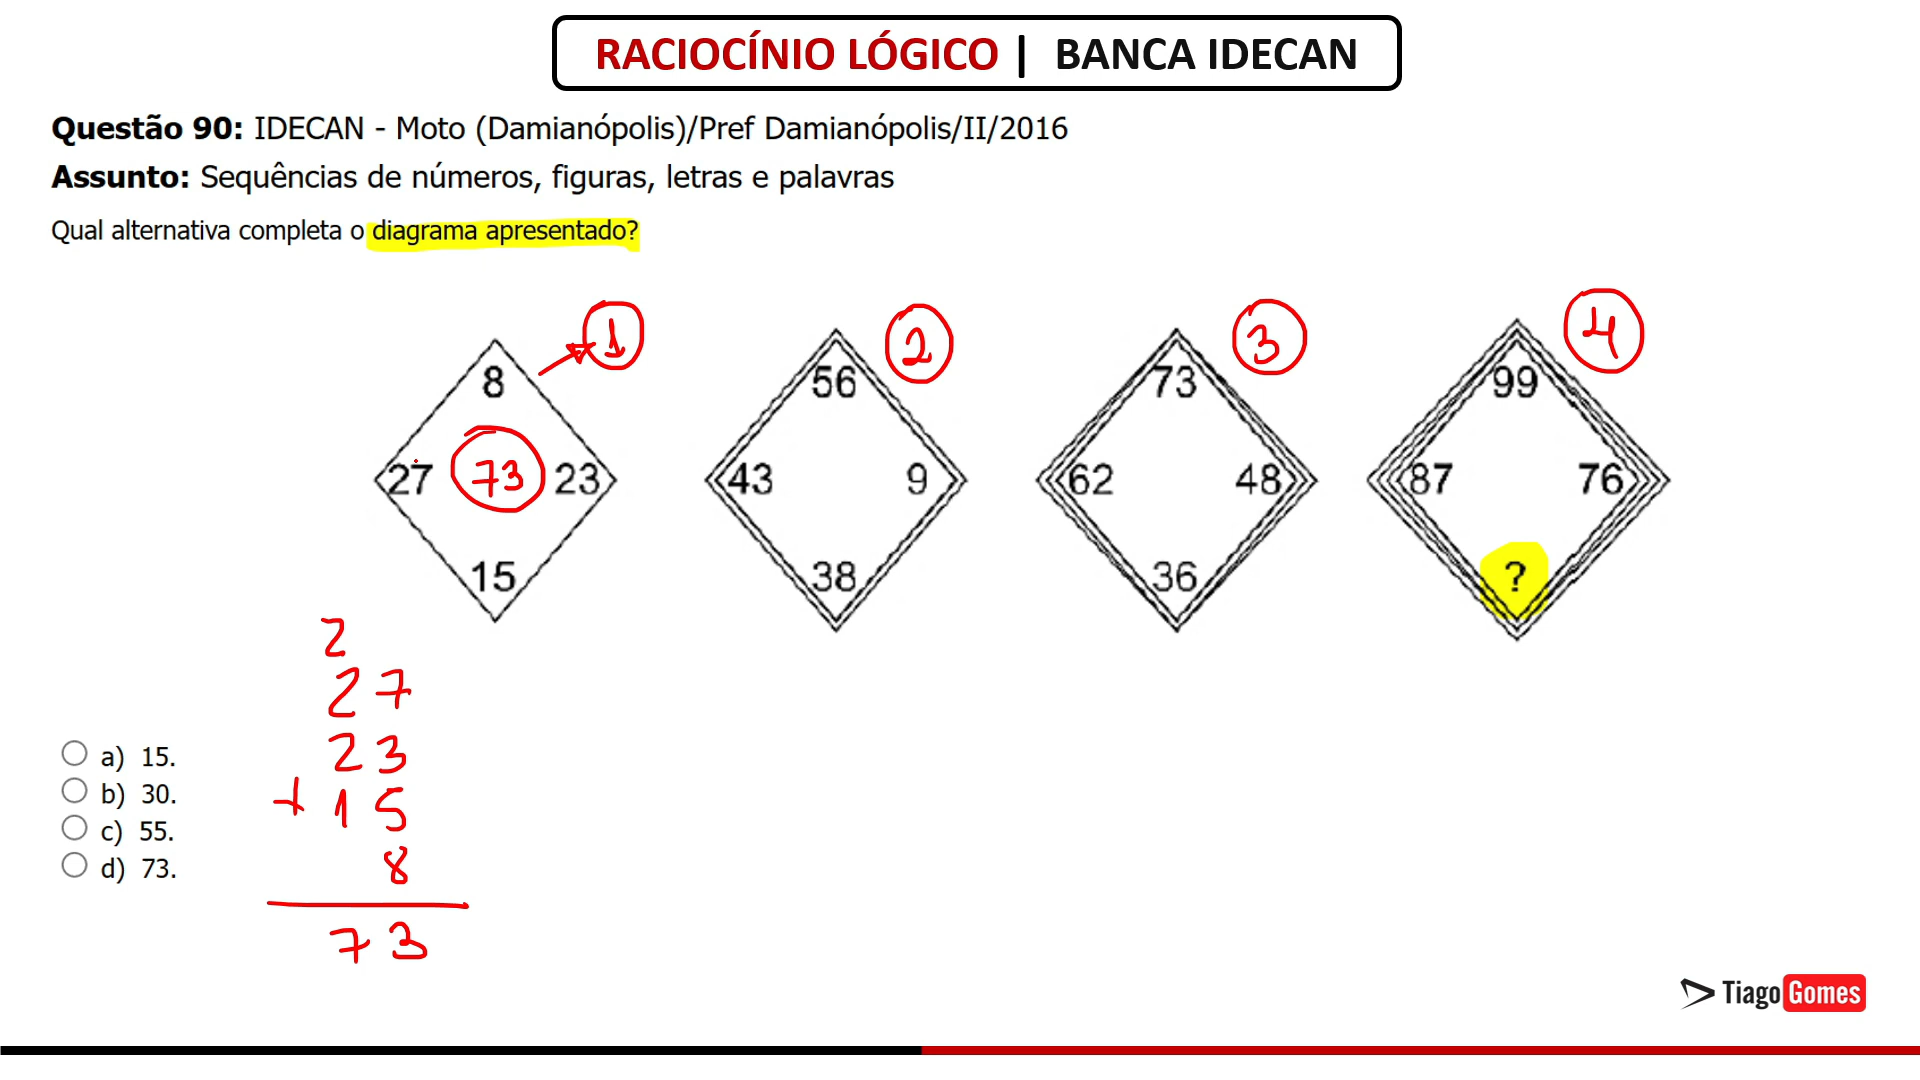 RACIOCÍNIO LÓGICO | BANCA IDECAN
Questão 90: IDECAN - Moto (Damianópolis)/Pref Damianópolis/II/2016
Assunto: Sequências de números, figuras, letras e palavras
Qual alternativa completa o diagrama apresentado?
1 2 3 4
8 56 73 99
27 73 23 43 9 62 48 87 76
15 38 36 ?
2
27
23
+ 15
8
73
a) 15.
b) 30.
c) 55.
d) 73.
Tiago Gomes